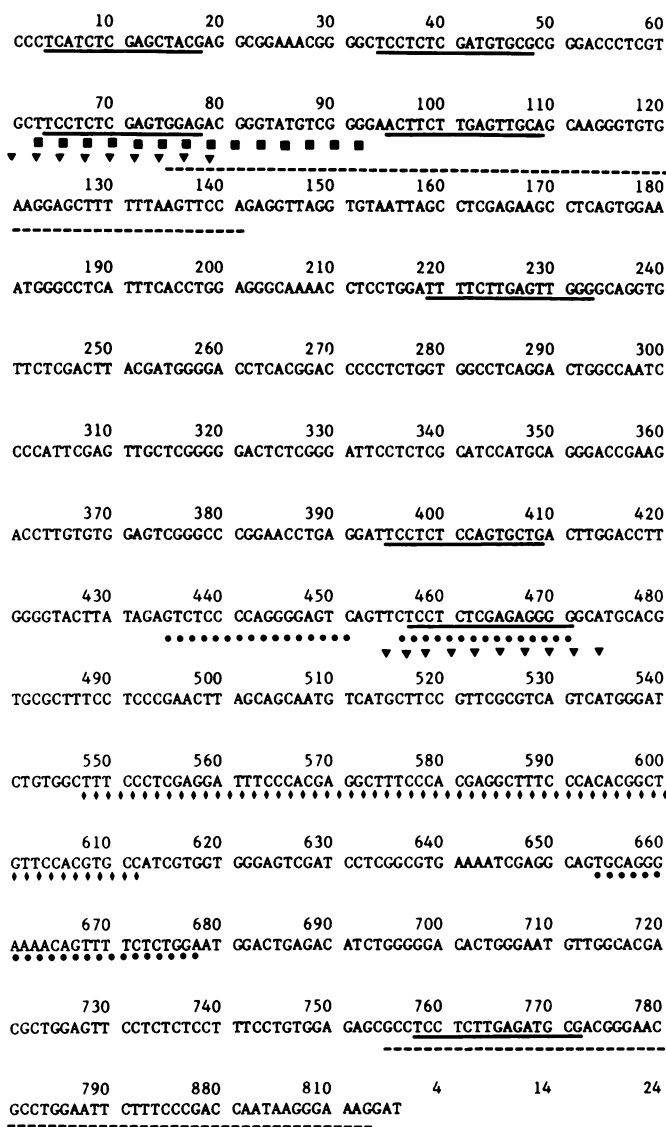 10 20 30 40 50 60
CCCTCATCTC GAGCTACGAG GCGGAAACGG GGCTCCTCTC GATGTGCGCG GGACCCTCGT
70 80 90 100 110 120
GCTTCCTCTC GAGTGGAGAC GGGTATGTCG GGGAACTTCT TGAGTTGCAG CAAGGGTGTG
130 140 150 160 170 180
AAGGAGCTTT TTTAAGTTCC AGAGGTTAGG TGTAATTAGC CTCGAGAAGC CTCAGTGGAA
190 200 210 220 230 240
ATGGGCCTCA TTTCACCTGG AGGGCAAAAC CTCCTGGATT TTCTTGAGTT GGGGCAGGTG
250 260 270 280 290 300
TTCTCGACTT ACGATGGGGA CCTCACGGAC CCCCTCTGGT GGCCTCAGGA CTGGCCAATC
310 320 330 340 350 360
CCCATTCGAG TTGCTCGGGG GACTCTCGGG ATTCCTCTCG CATCCATGCA GGGACCGAAG
370 380 390 400 410 420
ACCTTGTGTG GAGTCGGGCC CGGAACCTGA GGATTCCTCT CCAGTGCTGA CTTGGACCTT
430 440 450 460 470 480
GGGGTACTTA TAGAGTCTCC CCAGGGGAGT CAGTTCTCCT CTCGAGAGGG GGCATGCACG
490 500 510 520 530 540
TGCGCTTTCC TCCCGAACTT AGCAGCAATG TCATGCTTCC GTTCGCGTCA GTCATGGGAT
550 560 570 580 590 600
CTGTGGCTTT CCCTCGAGGA TTTCCCACGA GGCTTTCCCA CGAGGCTTTC CCACACGGCT
610 620 630 640 650 660
GTTCCACGTG CCATCGTGGT GGGAGTCGAT CCTCGGCGTG AAAATCGAGG CAGTGCAGGG
670 680 690 700 710 720
AAAACAGTTT TCTCTGGAAT GGACTGAGAC ATCTGGGGGA CACTGGGAAT GTTGGCACGA
730 740 750 760 770 780
CGCTGGAGTT CCTCTCTCCT TTCCTGTGGA GAGCGCCTCC TCTTGAGATG CGACGGGAAC
790 880 810 4 14 24
GCCTGGAATT CTTTCCCGAC CAATAAGGGA AAGGAT